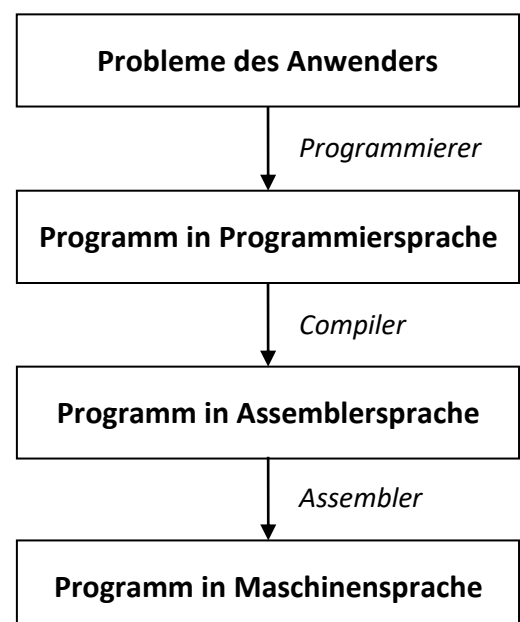 Probleme des Anwenders
Programmierer
Programm in Programmiersprache
Compiler
Programm in Assemblersprache
Assembler
Programm in Maschinensprache